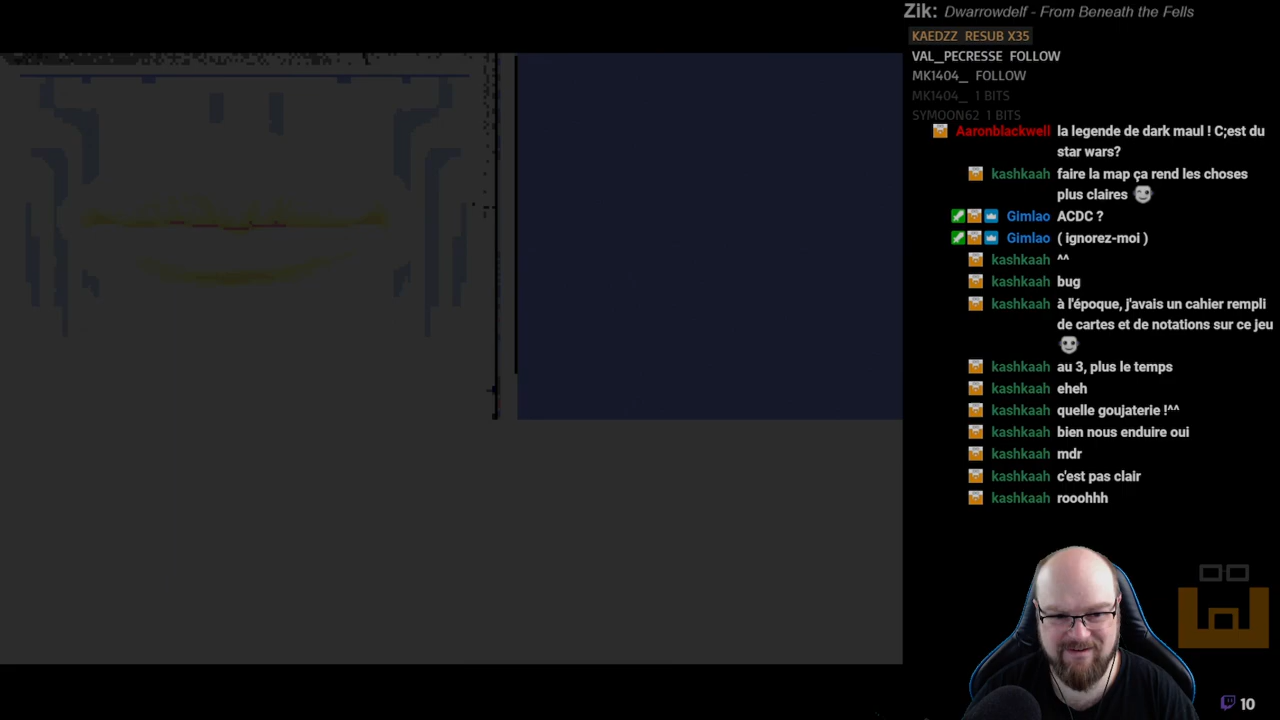 Zik: Dwarrowdelf - From Beneath the Fells
KAEDZZ RESUB X35
VAL_PECRESSE FOLLOW
MK1404_ FOLLOW
MK1404_ 1 BITS
SYMOON62 1 BITS
Aaronblackwell la legende de dark maul ! C;est du
star wars?
kashkaah faire la map ça rend les choses
plus claires
Gimlao ACDC ?
Gimlao ( ignorez-moi )
kashkaah ^^
kashkaah bug
kashkaah à l'époque, j'avais un cahier rempli
de cartes et de notations sur ce jeu
kashkaah au 3, plus le temps
kashkaah eheh
kashkaah quelle goujaterie !^^
kashkaah bien nous enduire oui
kashkaah mdr
kashkaah c'est pas clair
kashkaah rooohhh
10